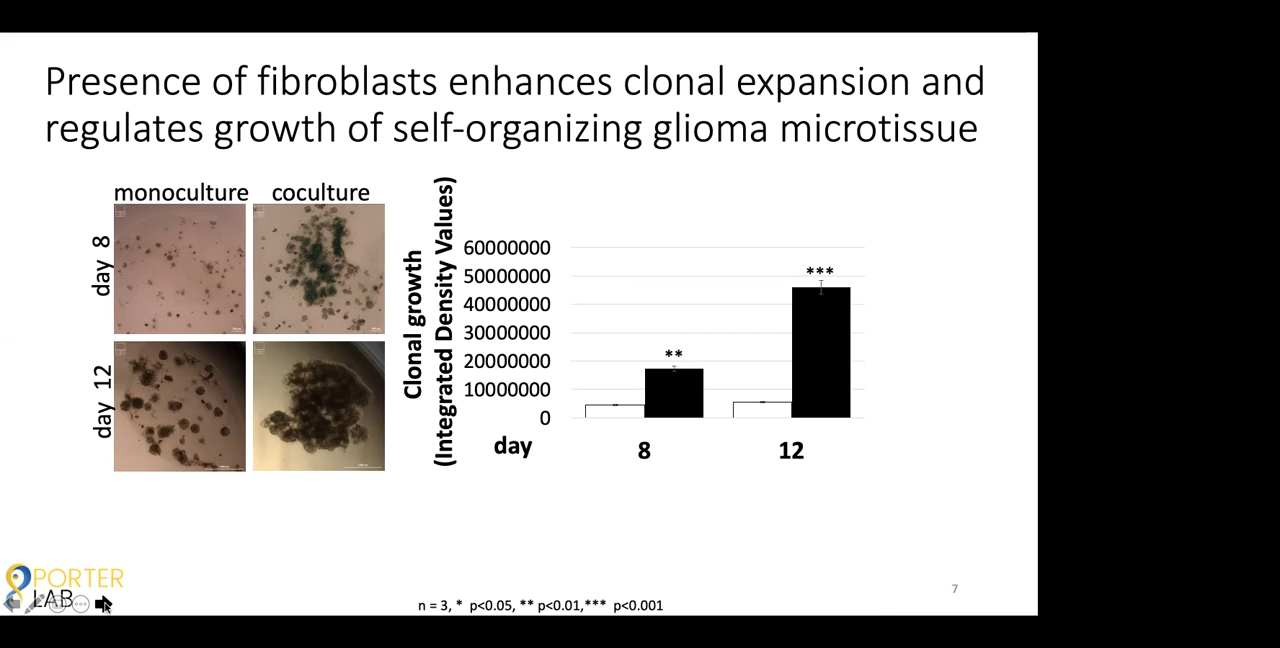 Presence of fibroblasts enhances clonal expansion and
regulates growth of self-organizing glioma microtissue
monoculture coculture
day 8
day 12
Clonal growth
(Integrated Density Values)
60000000
50000000
40000000
30000000
20000000
10000000
0
**
***
day 8 12
PORTER
LAB
n = 3, * p<0.05, ** p<0.01,*** p<0.001
7